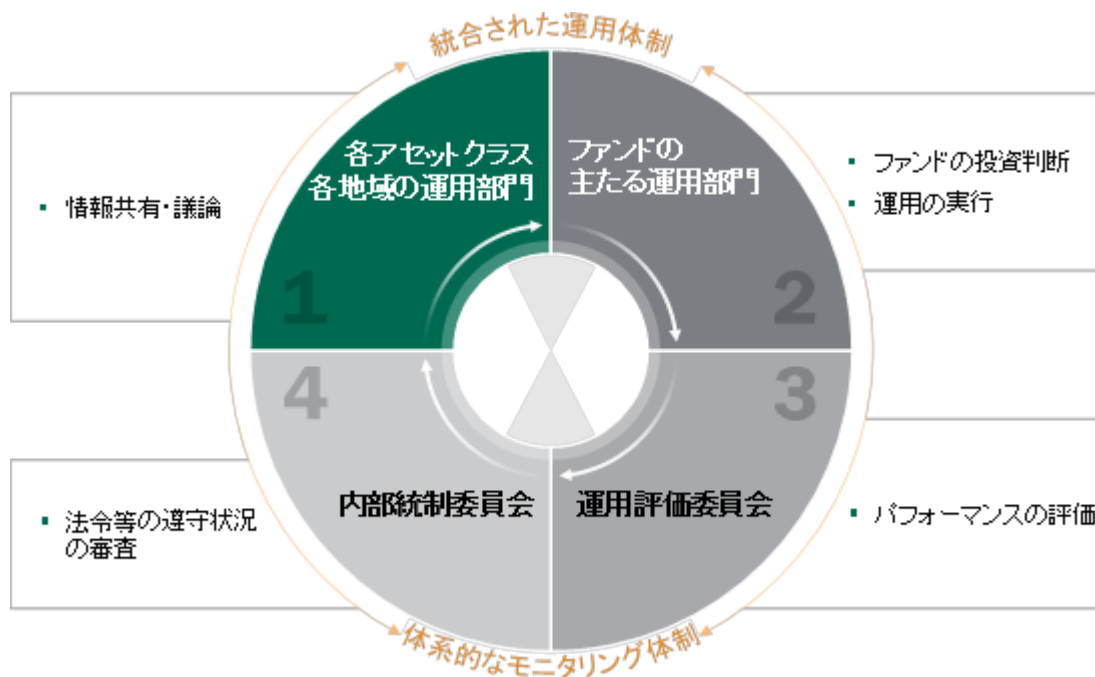 統合された運用体制
各アセットクラス
各地域の運用部門
ファンドの
主たる運用部門
▪ 情報共有・議論
▪ ファンドの投資判断
▪ 運用の実行
1
2
4
3
内部統制委員会
運用評価委員会
▪ 法令等の遵守状況
の審査
▪ パフォーマンスの評価
体系的なモニタリング体制